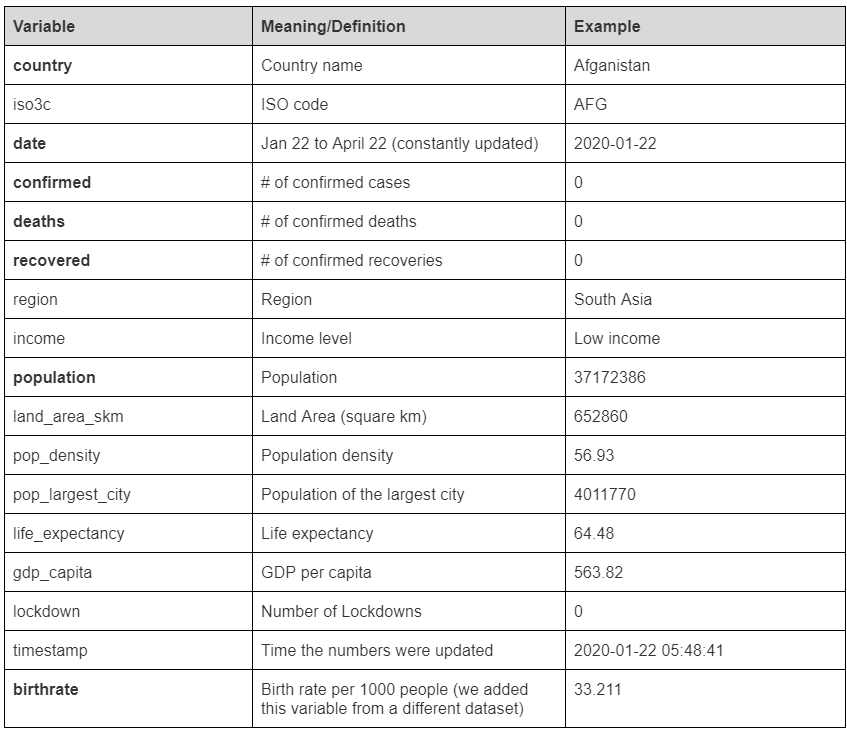 Variable Meaning/Definition Example
country Country name Afganistan
iso3c ISO code AFG
date Jan 22 to April 22 (constantly updated) 2020-01-22
confirmed # of confirmed cases 0
deaths # of confirmed deaths 0
recovered # of confirmed recoveries 0
region Region South Asia
income Income level Low income
population Population 37172386
land_area_skm Land Area (square km) 652860
pop_density Population density 56.93
pop_largest_city Population of the largest city 4011770
life_expectancy Life expectancy 64.48
gdp_capita GDP per capita 563.82
lockdown Number of Lockdowns 0
timestamp Time the numbers were updated 2020-01-22 05:48:41
birthrate Birth rate per 1000 people (we added 33.211
this variable from a different dataset)